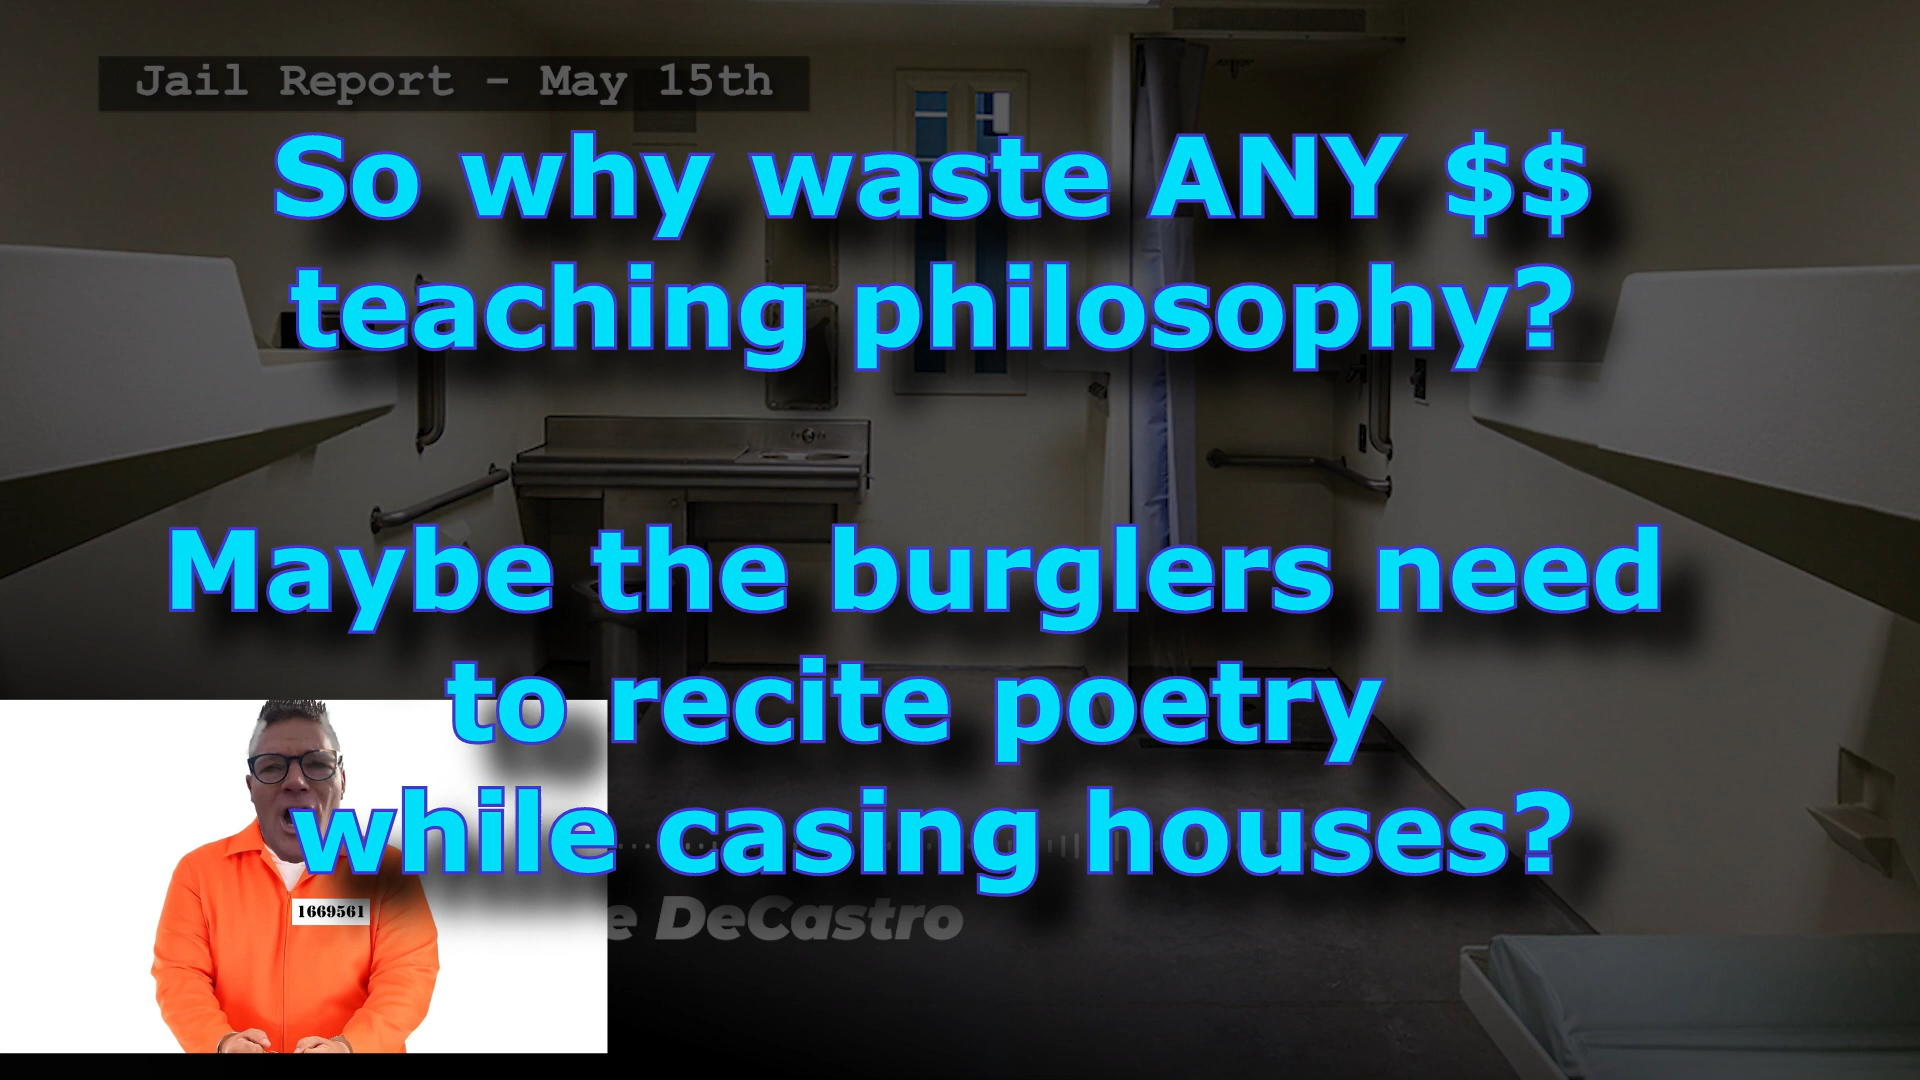 Jail Report - May 15th
So why waste ANY $$
teaching philosophy?
Maybe the burglers need
to recite poetry
while casing houses?
1669561
DeCastro